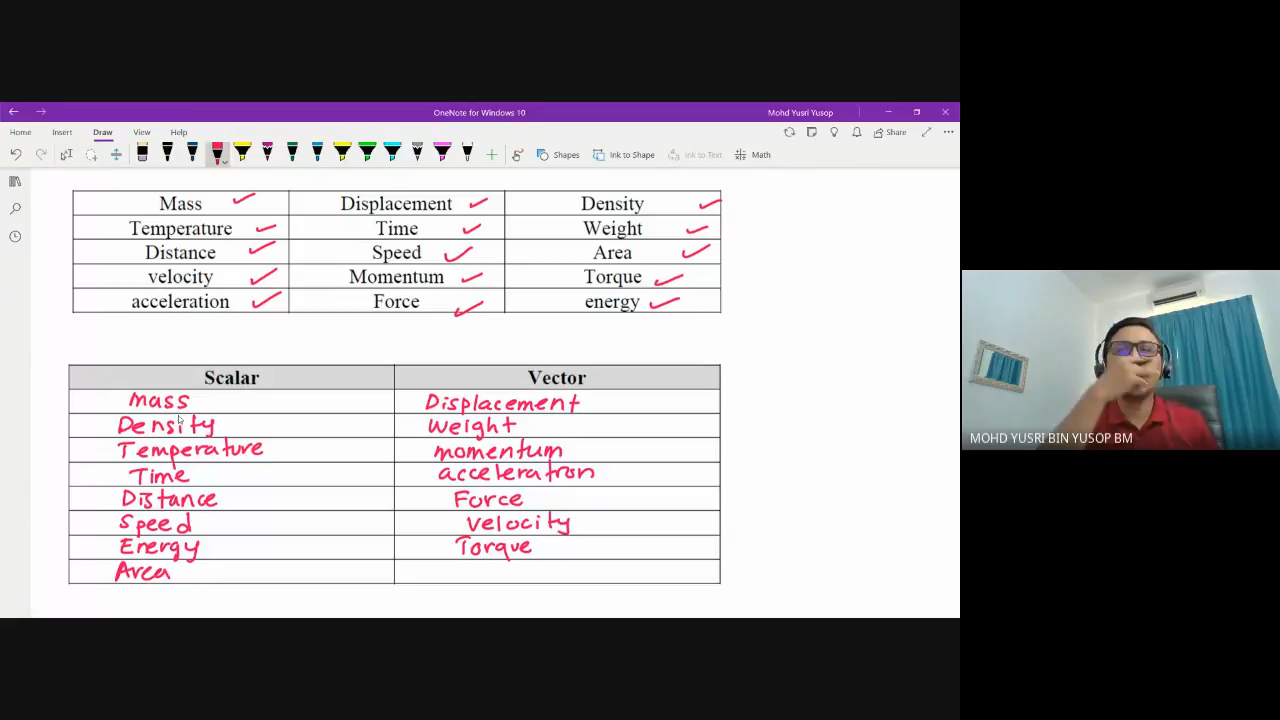 OneNote for Windows 10
Mohd Yusri Yusop
Home Insert Draw View Help
Share
Shapes Ink to Shape Ink to Text Math
Mass Displacement Density
Temperature Time Weight
Distance Speed Area
velocity Momentum Torque
acceleration Force energy
Scalar Vector
Mass Displacement
Density Weight
Temperature momentum
Time acceleration
Distance Force
Speed velocity
Energy Torque
Area
MOHD YUSRI BIN YUSOP BM